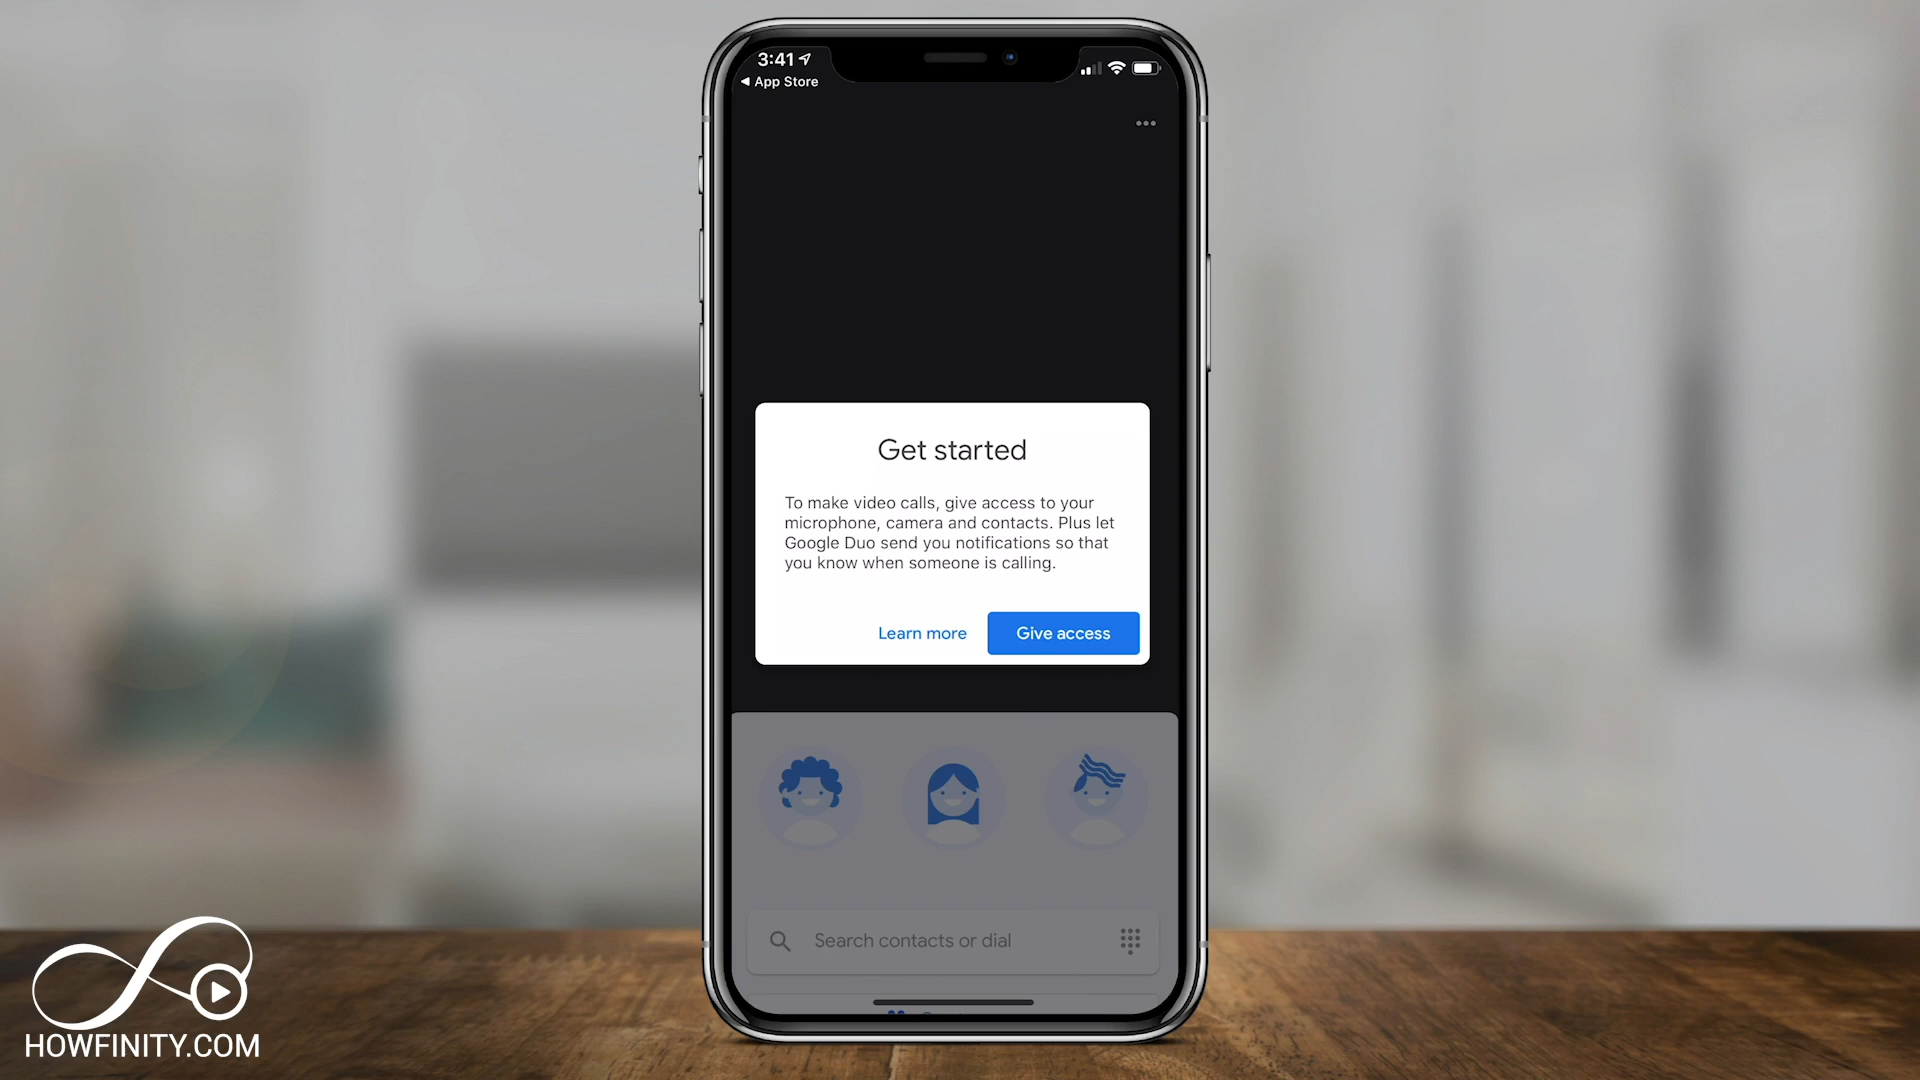 3:41
App Store
Get started
To make video calls, give access to your
microphone, camera and contacts. Plus let
Google Duo send you notifications so that
you know when someone is calling.
Learn more
Give access
Search contacts or dial
HOWFINITY.COM